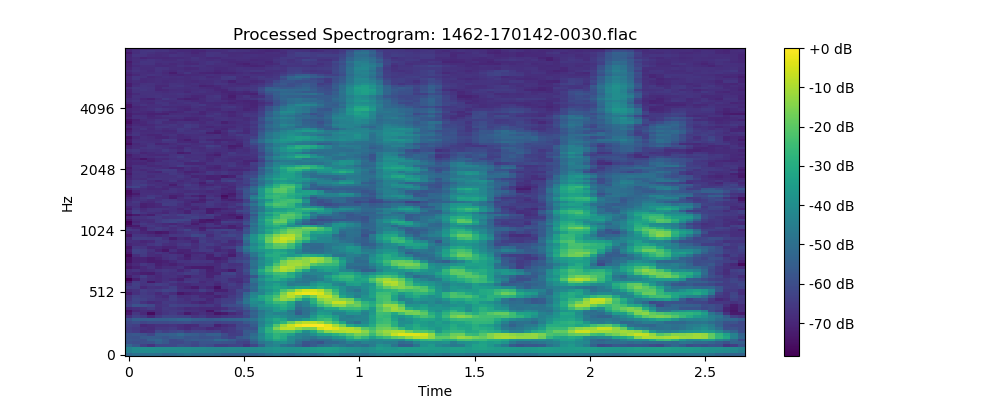 Processed Spectrogram: 1462-170142-0030.flac
+0 dB
-10 dB
-20 dB
-30 dB
-40 dB
-50 dB
-60 dB
-70 dB
4096
2048
1024
512
0
Hz
0
0.5
1
1.5
2
2.5
Time